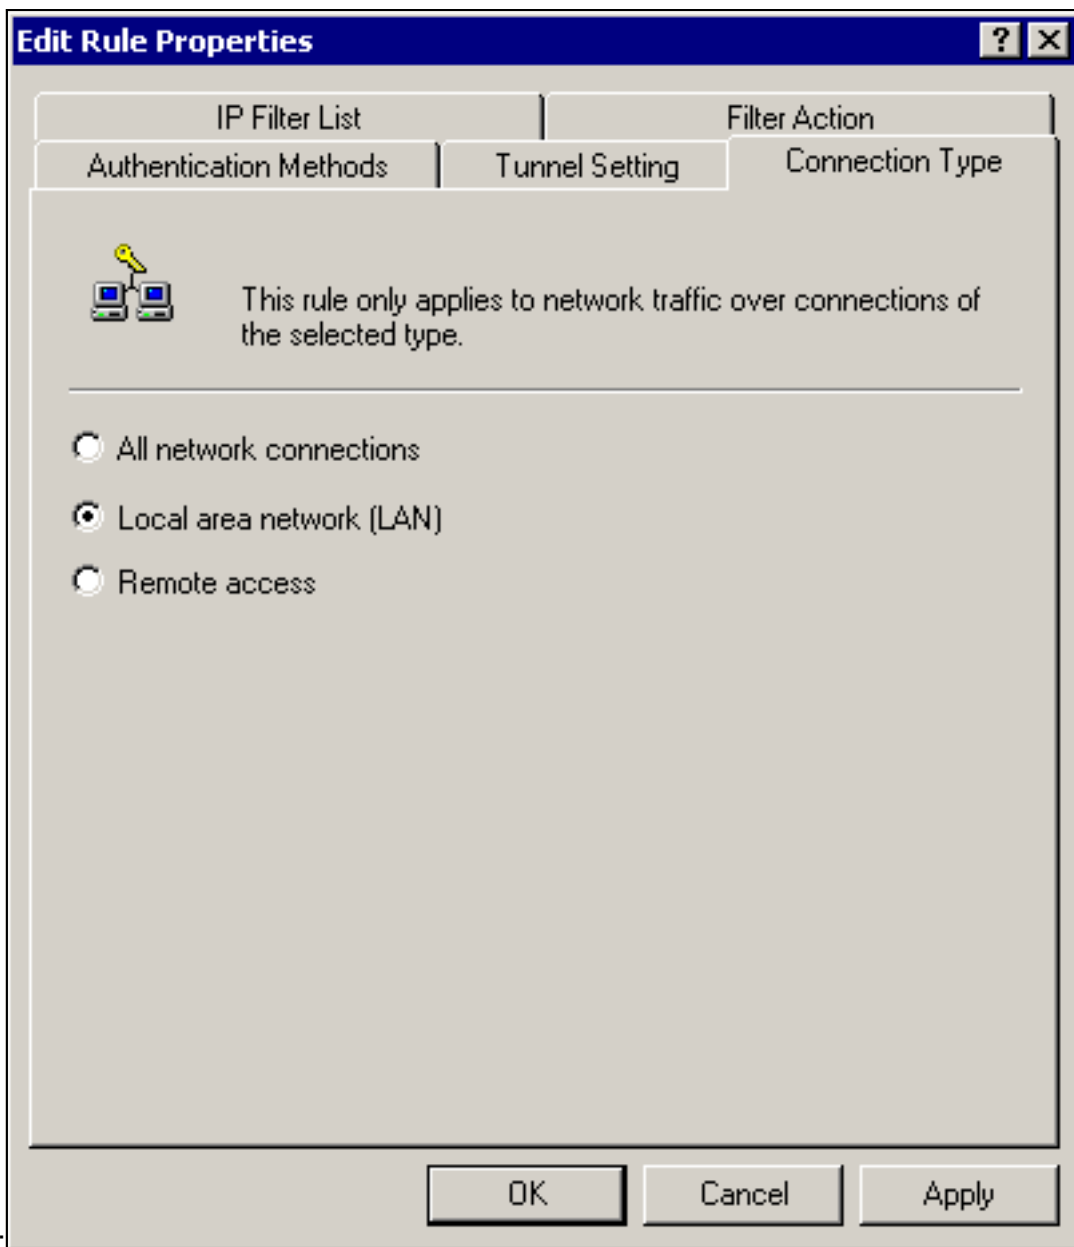 Edit Rule Properties
IP Filter List
Filter Action
Authentication Methods
Tunnel Setting
Connection Type
This rule only applies to network traffic over connections of
the selected type.
All network connections
Local area network (LAN)
Remote access
OK
Cancel
Apply